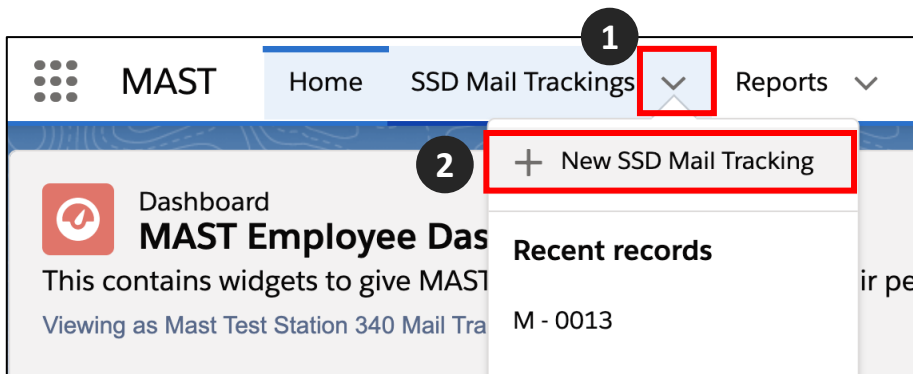 1
MAST Home SSD Mail Trackings Reports
2
+ New SSD Mail Tracking
Dashboard
MAST Employee Das
Recent records
This contains widgets to give MAST
ir pe
Viewing as Mast Test Station 340 Mail Tra
M - 0013